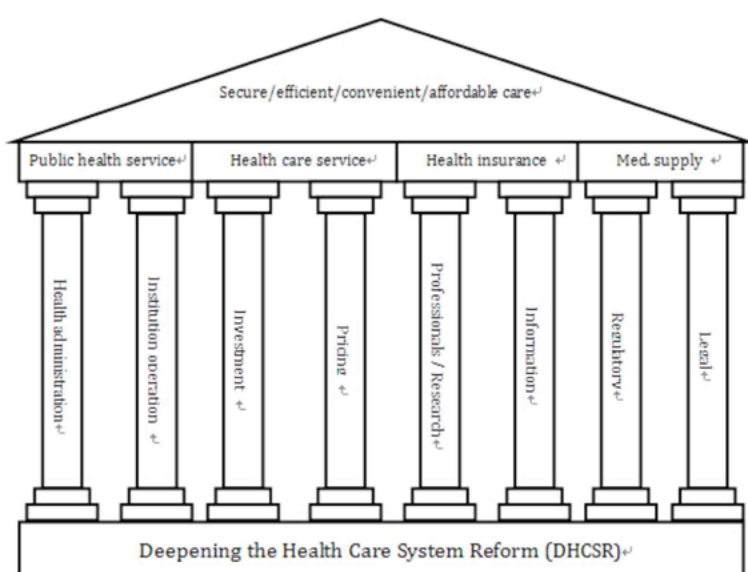 Secure/efficient/convenient/affordable care↵
Public health service↵
Health care service↵
Health insurance ↵
Med. supply ↵
Health administration↵
Institution operation ↵
Investment ↵
Pricing ↵
Professionals / Research↵
Information↵
Regulatory↵
Legal↵
Deepening the Health Care System Reform (DHCSR)↵